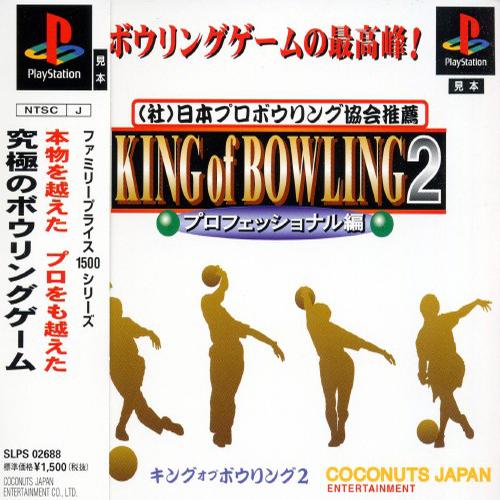 PlayStation
見本
NTSC J
ファミリープライス1500シリーズ
本物を越えた プロをも越えた
究極のボウリングゲーム
SLPS 02688
標準価格¥1,500(税抜)
COCONUTS JAPAN
ENTERTAINMENT CO., LTD.
ボウリングゲームの最高峰!
PlayStation
見本
(社)日本プロボウリング協会推薦
KING of BOWLING 2
プロフェッショナル編
キングオブボウリング2
COCONUTS JAPAN
ENTERTAINMENT